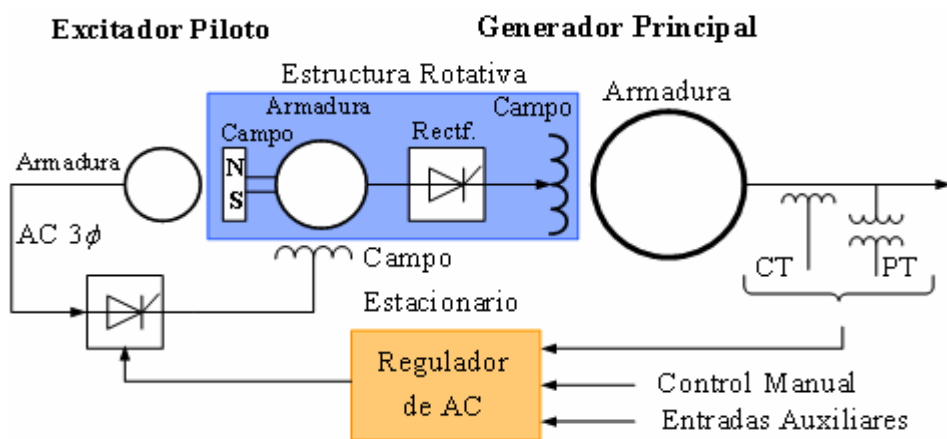 Excitador Piloto
Generador Principal
Estructura Rotativa
Armadura
Campo
Armadura
Campo
Rectf.
Armadura
N
S
AC 3ϕ
Campo
CT
PT
Estacionario
Regulador
de AC
Control Manual
Entradas Auxiliares